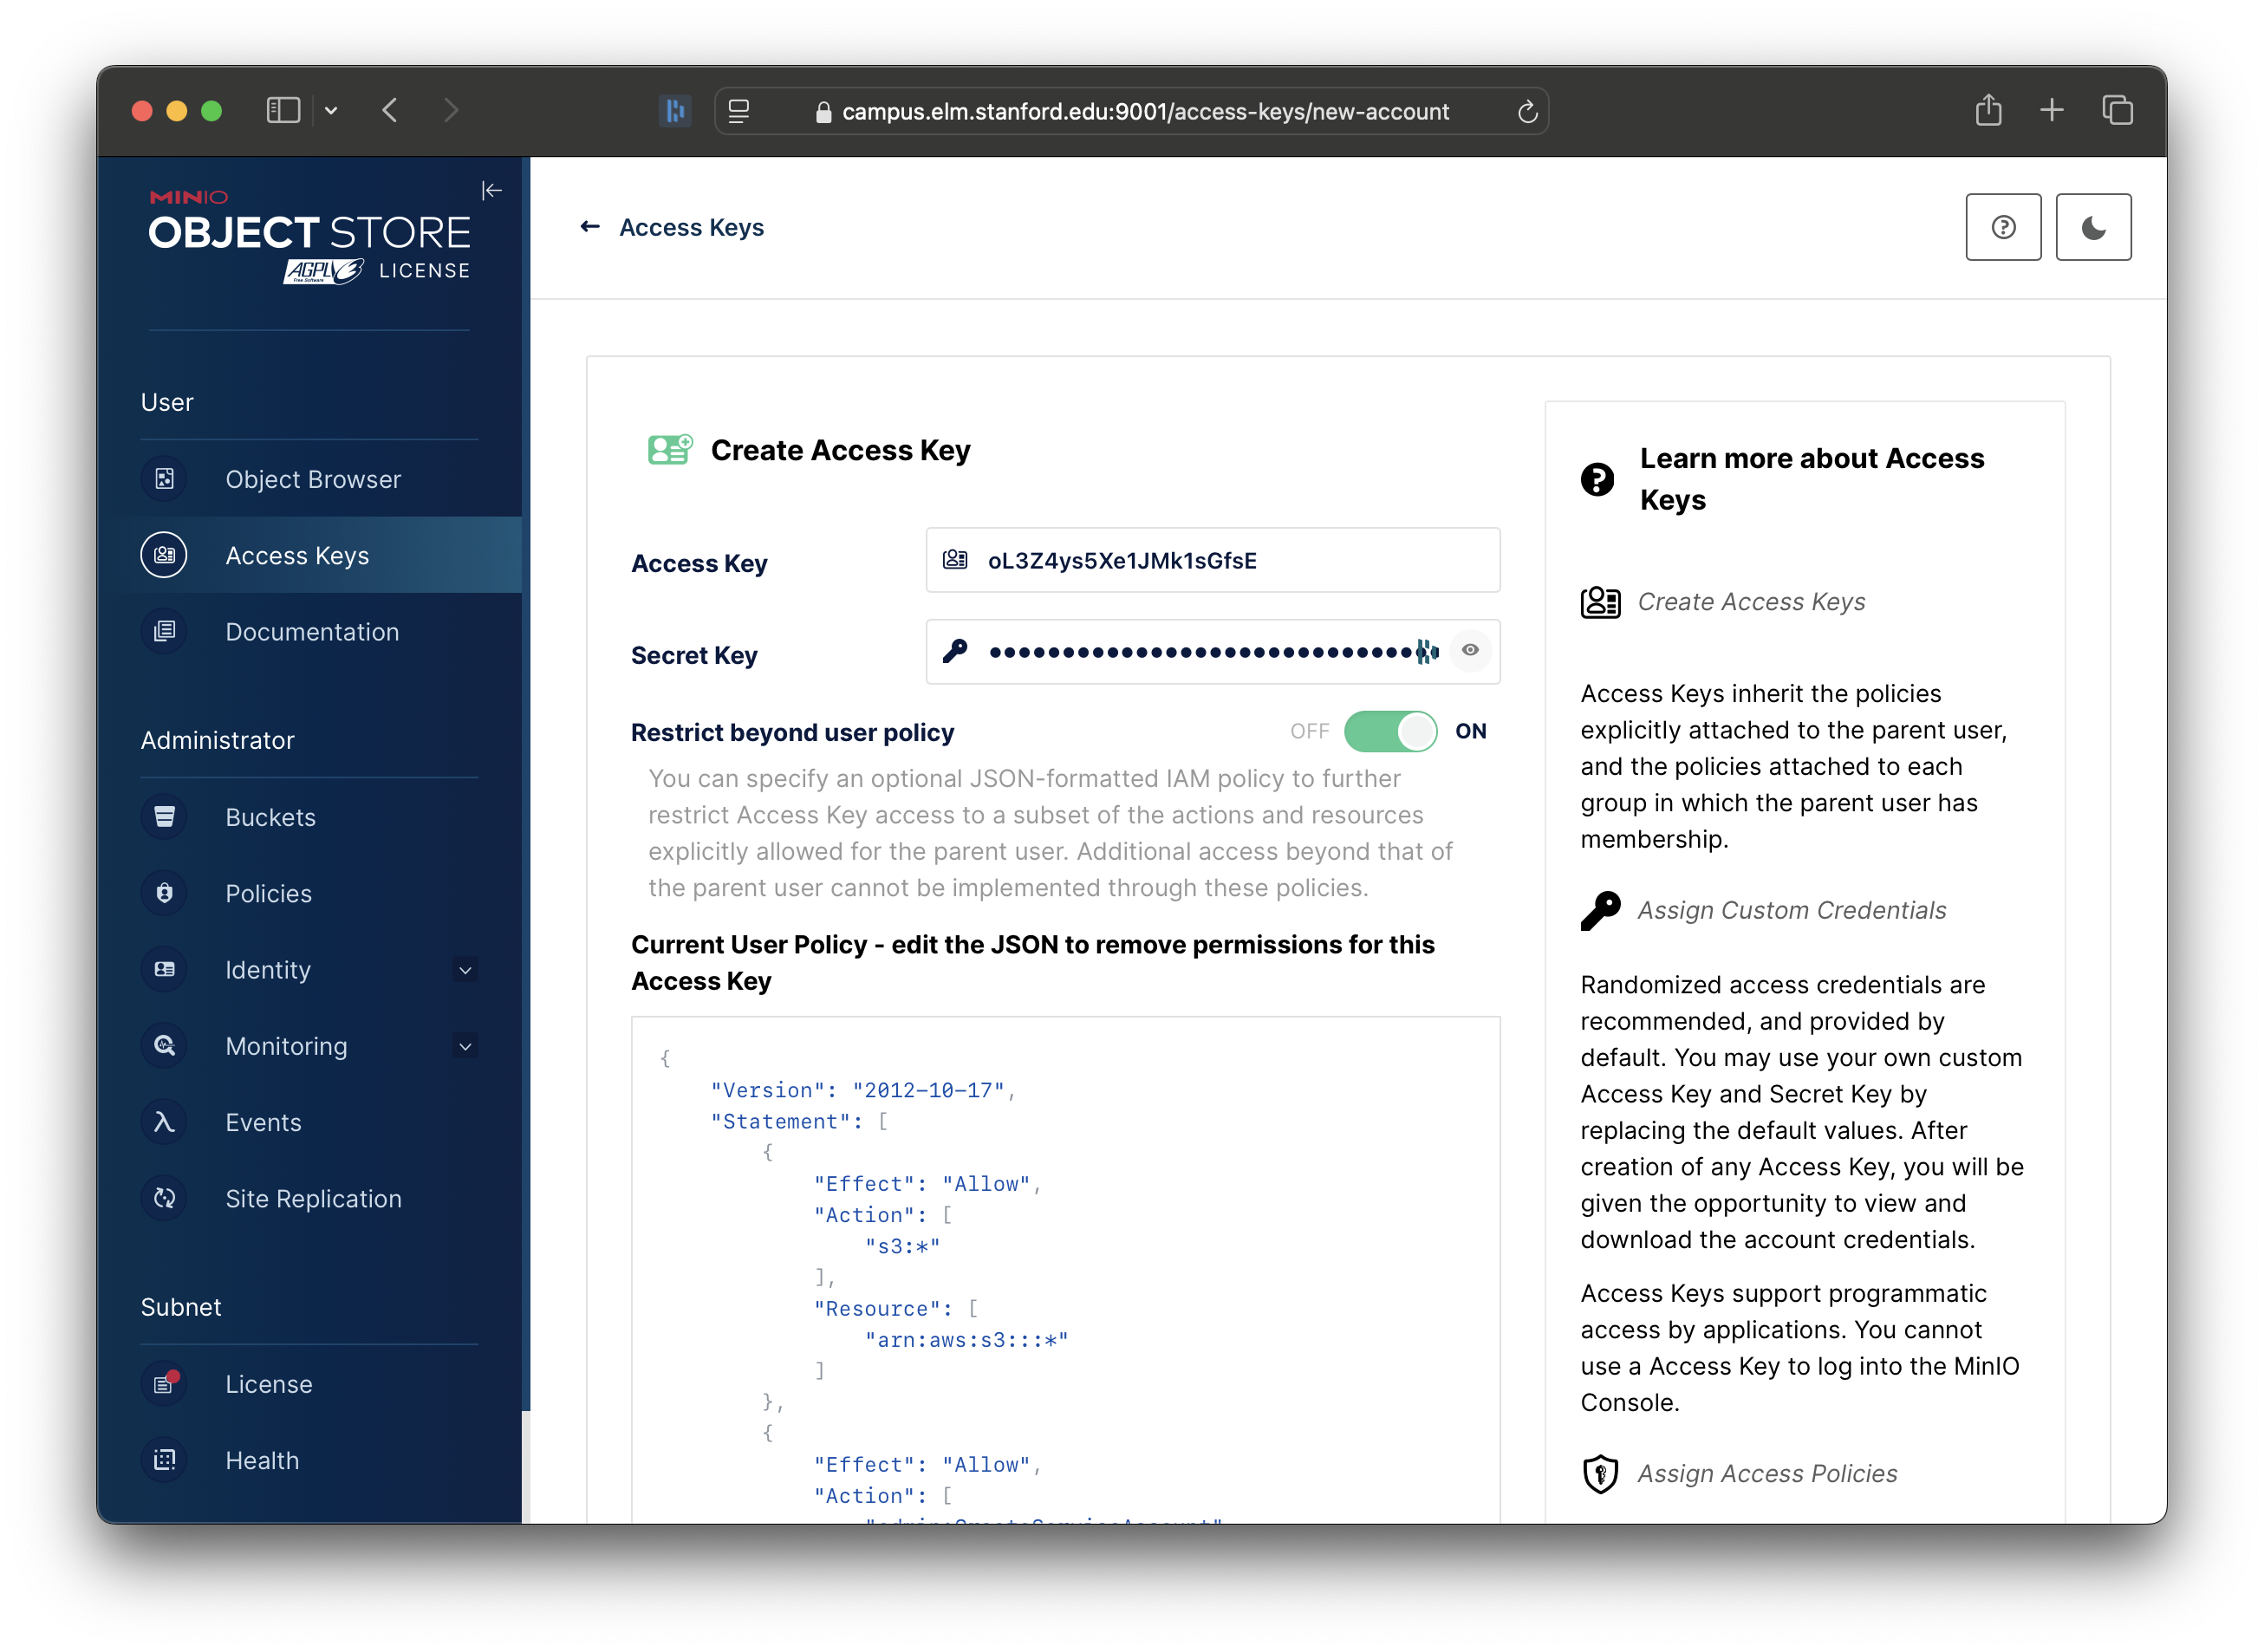 campus.elm.stanford.edu:9001/access-keys/new-account
MINIO
OBJECT STORE
AGPLv3 LICENSE
Free Software
User
Object Browser
Access Keys
Documentation
Administrator
Buckets
Policies
Identity
Monitoring
Events
Site Replication
Subnet
License
Health
Access Keys
Create Access Key
Access Key
oL3Z4ys5Xe1JMk1sGfsE
Secret Key
Restrict beyond user policy
OFF
ON
You can specify an optional JSON-formatted IAM policy to further
restrict Access Key access to a subset of the actions and resources
explicitly allowed for the parent user. Additional access beyond that of
the parent user cannot be implemented through these policies.
Current User Policy - edit the JSON to remove permissions for this
Access Key
{
"Version": "2012-10-17",
"Statement": [
{
"Effect": "Allow",
"Action": [
"s3:*"
],
"Resource": [
"arn:aws:s3:::*"
]
},
{
"Effect": "Allow",
"Action": [
"admin:CreateServiceAccount"
Learn more about Access
Keys
Create Access Keys
Access Keys inherit the policies
explicitly attached to the parent user,
and the policies attached to each
group in which the parent user has
membership.
Assign Custom Credentials
Randomized access credentials are
recommended, and provided by
default. You may use your own custom
Access Key and Secret Key by
replacing the default values. After
creation of any Access Key, you will be
given the opportunity to view and
download the account credentials.
Access Keys support programmatic
access by applications. You cannot
use a Access Key to log into the MinIO
Console.
Assign Access Policies